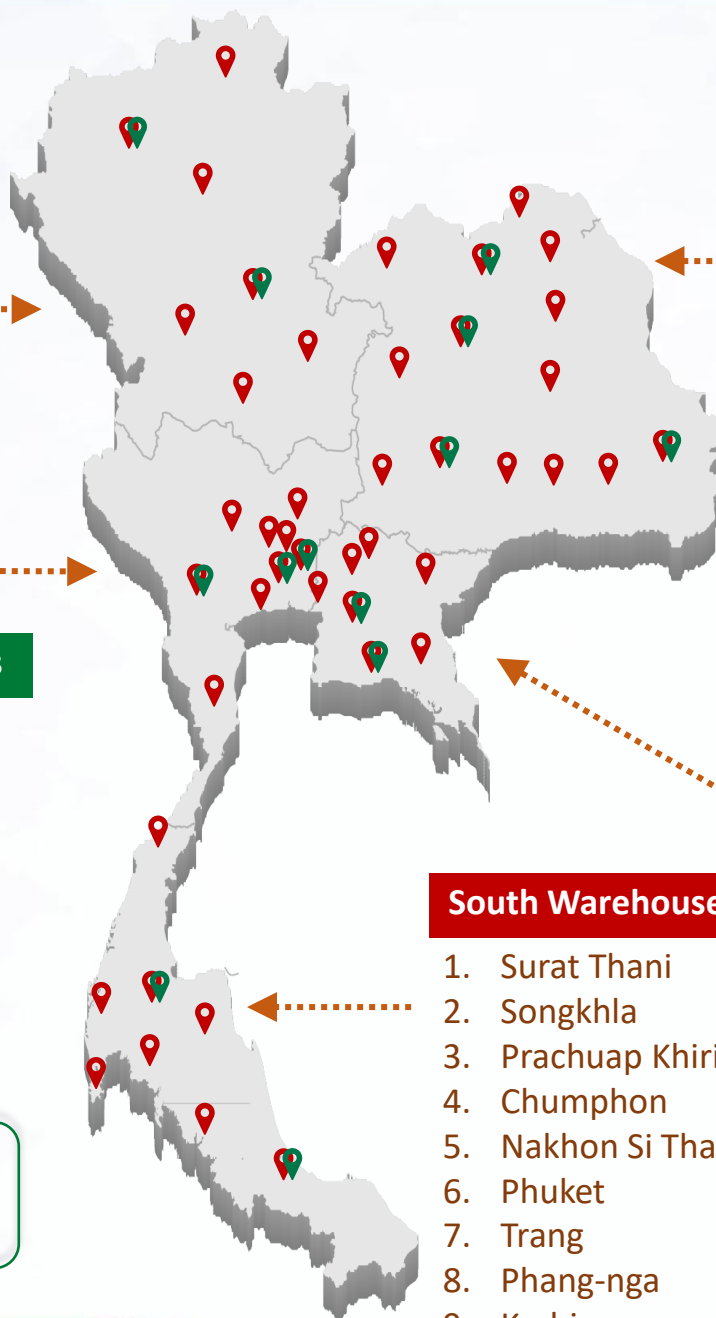 South Warehouse
1. Surat Thani
2. Songkhla
3. Prachuap Khiri
4. Chumphon
5. Nakhon Si Tha
6. Phuket
7. Trang
8. Phang-nga